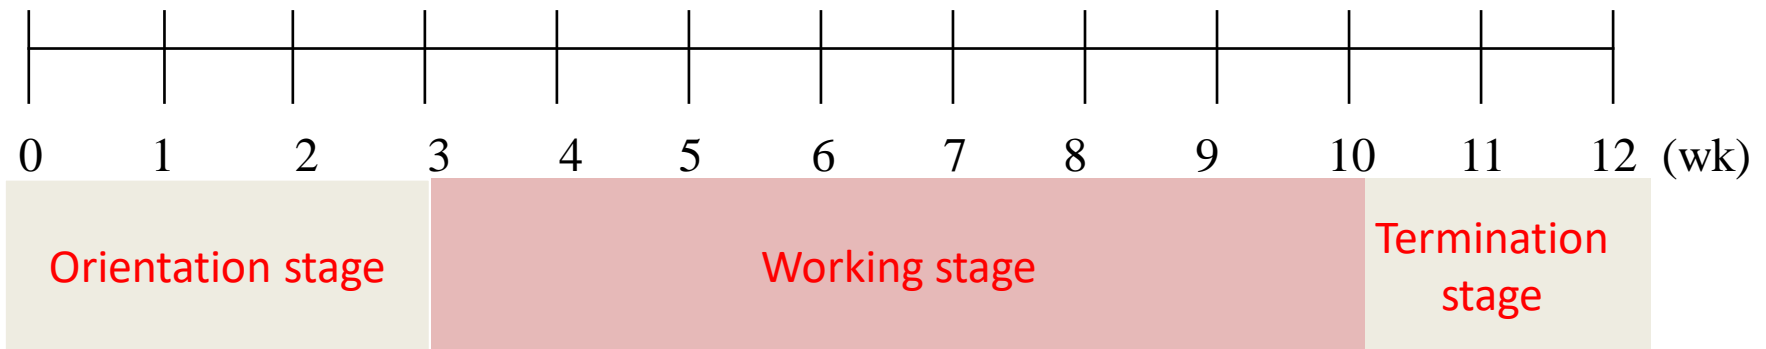 0 1 2 3 4 5 6 7 8 9 10 11 12 (wk)
Orientation stage
Working stage
Termination
stage